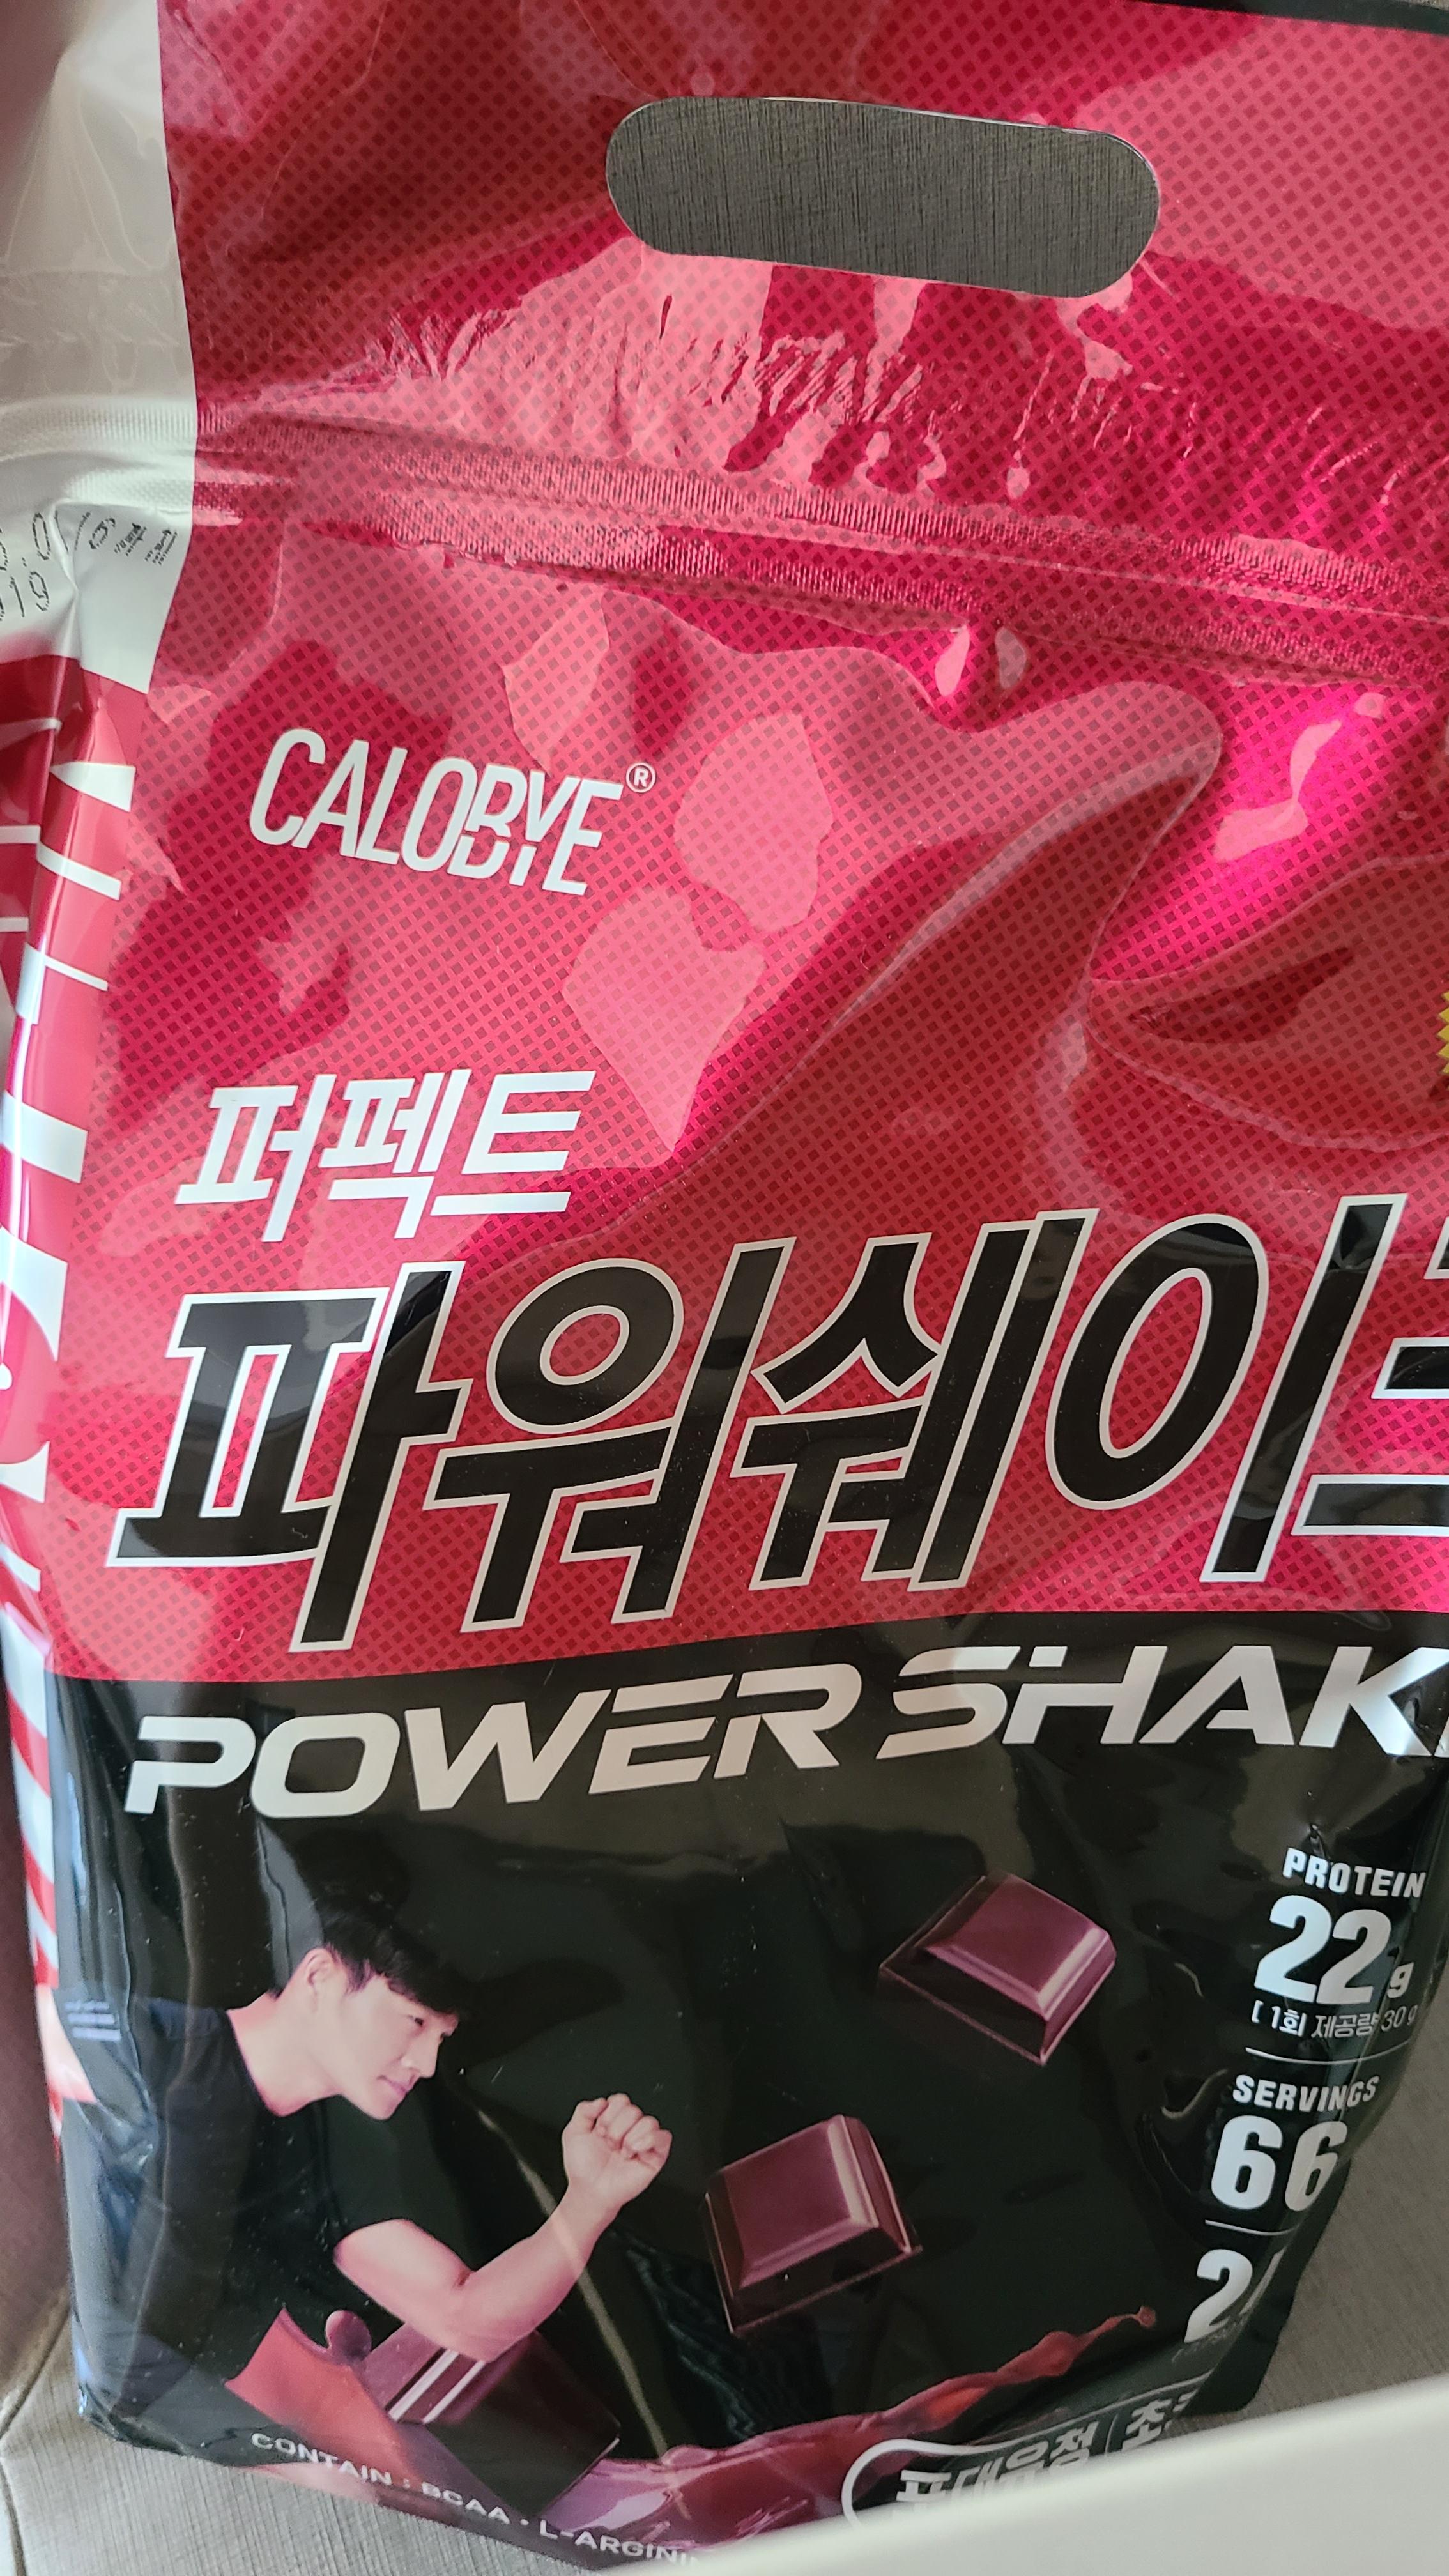 CALOBYE®
퍼펙트
파워쉐이크
POWER SHAK
PROTEIN
22g
[ 1회 제공량 30g
SERVINGS
66
CONTAIN : BCAA · L-ARGINI